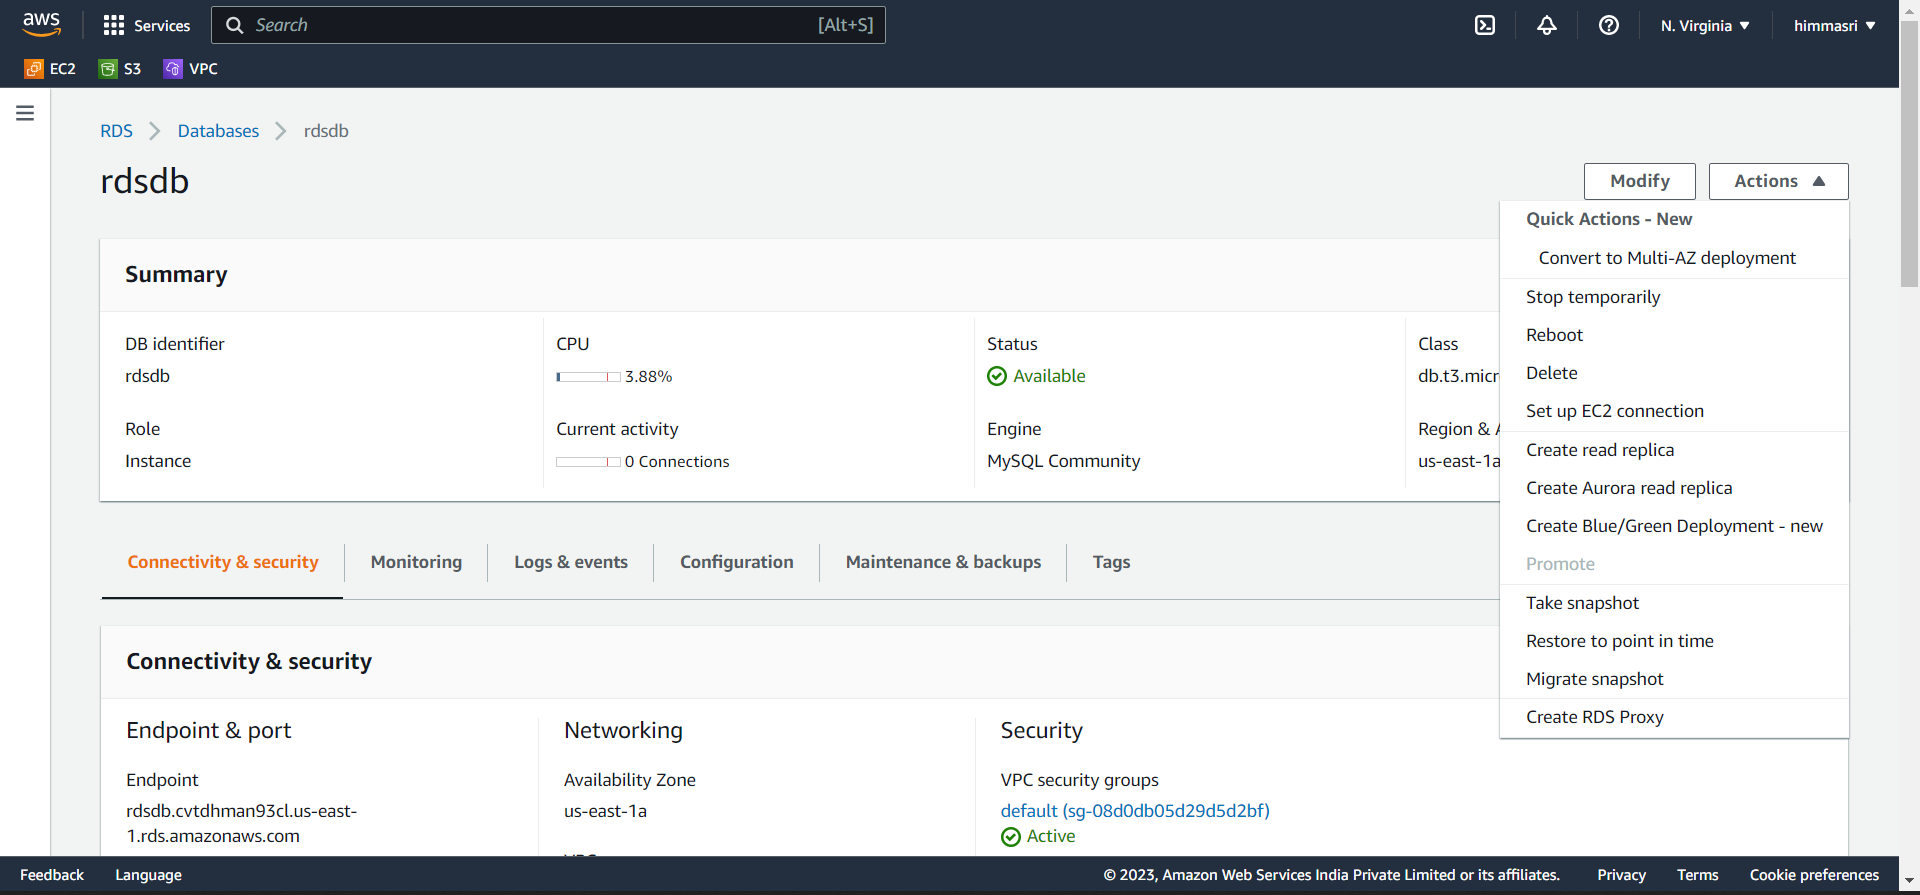 aws
Services
Search
[Alt+S]
N. Virginia
himmasri
EC2
S3
VPC
RDS
Databases
rdsdb
rdsdb
Modify
Actions
Quick Actions - New
Convert to Multi-AZ deployment
Stop temporarily
Reboot
Delete
Set up EC2 connection
Create read replica
Create Aurora read replica
Create Blue/Green Deployment - new
Promote
Take snapshot
Restore to point in time
Migrate snapshot
Create RDS Proxy
Summary
DB identifier
rdsdb
CPU
3.88%
Status
Available
Class
db.t3.micr
Role
Instance
Current activity
0 Connections
Engine
MySQL Community
Region & A
us-east-1a
Connectivity & security
Monitoring
Logs & events
Configuration
Maintenance & backups
Tags
Connectivity & security
Endpoint & port
Endpoint
rdsdb.cvtdhman93cl.us-east-
1.rds.amazonaws.com
Networking
Availability Zone
us-east-1a
Security
VPC security groups
default (sg-08d0db05d29d5d2bf)
Active
Feedback
Language
© 2023, Amazon Web Services India Private Limited or its affiliates.
Privacy
Terms
Cookie preferences